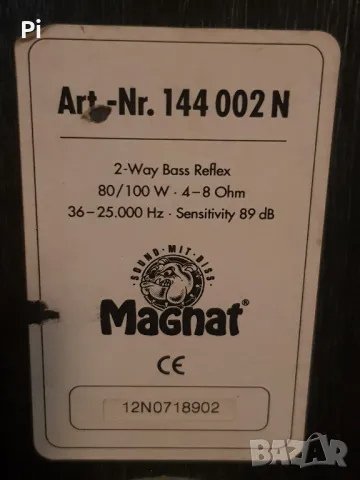 Pi
Art.-Nr. 144 002 N
2-Way Bass Reflex
80/100 W · 4-8 Ohm
36-25.000 Hz · Sensitivity 89 dB
·SOUND·MIT·BISS·
Magnat®
CE
12N0718902
BAZAR